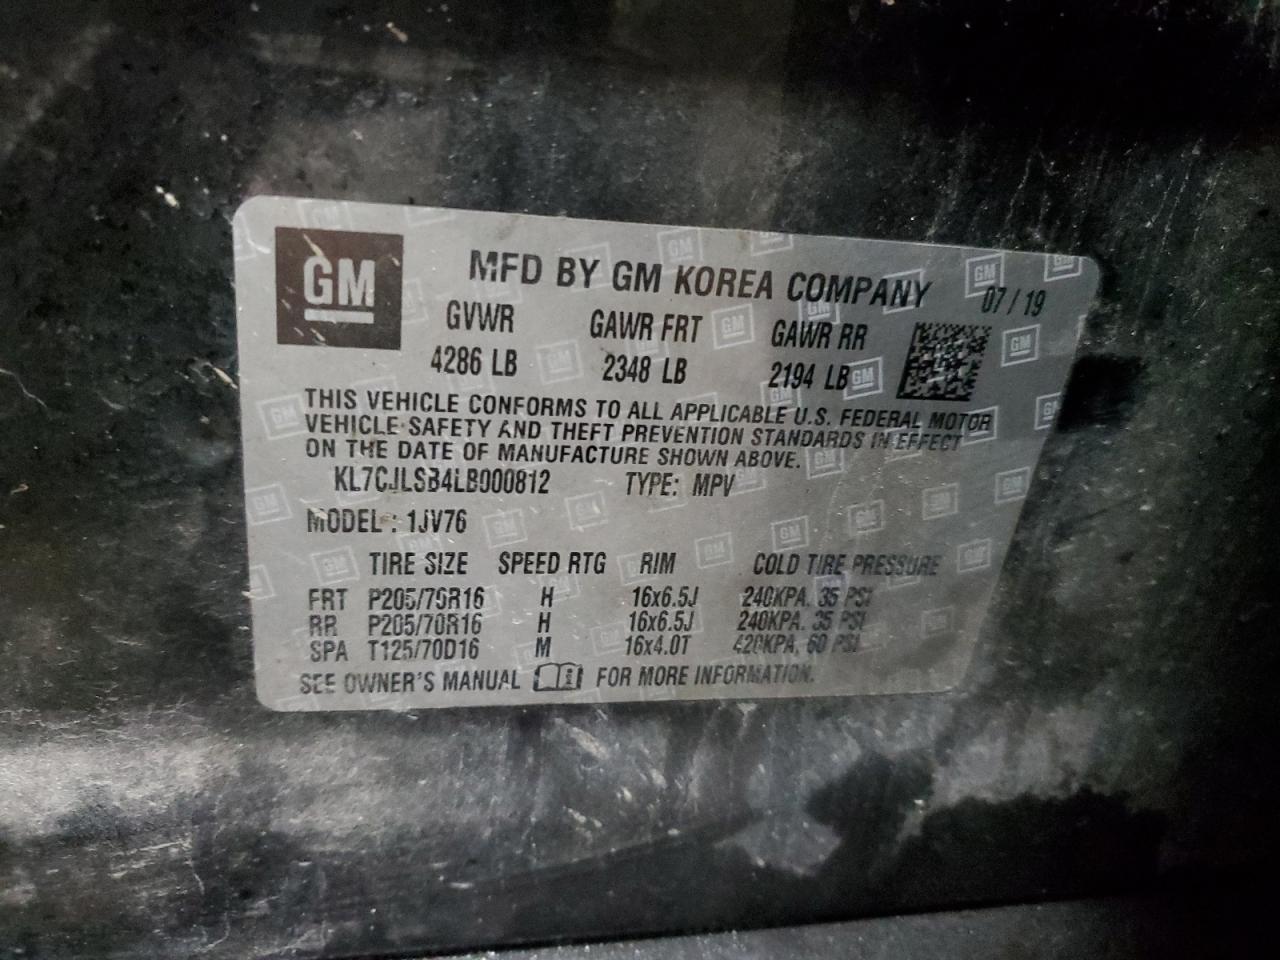 GM
MFD BY GM KOREA COMPANY 07/19
GVWR GAWR FRT GAWR RR
4286 LB 2348 LB 2194 LB
THIS VEHICLE CONFORMS TO ALL APPLICABLE U.S. FEDERAL MOTOR
VEHICLE SAFETY AND THEFT PREVENTION STANDARDS IN EFFECT
ON THE DATE OF MANUFACTURE SHOWN ABOVE.
KL7CJLSB4LB000812 TYPE: MPV
MODEL : 1JV76
TIRE SIZE SPEED RTG RIM COLD TIRE PRESSURE
FRT P205/70R16 H 16x6.5J 240KPA. 35 PSI
RR P205/70R16 H 16x6.5J 240KPA. 35 PSI
SPA T125/70D16 M 16x4.0T 420KPA, 60 PSI
SEE OWNER'S MANUAL FOR MORE INFORMATION.